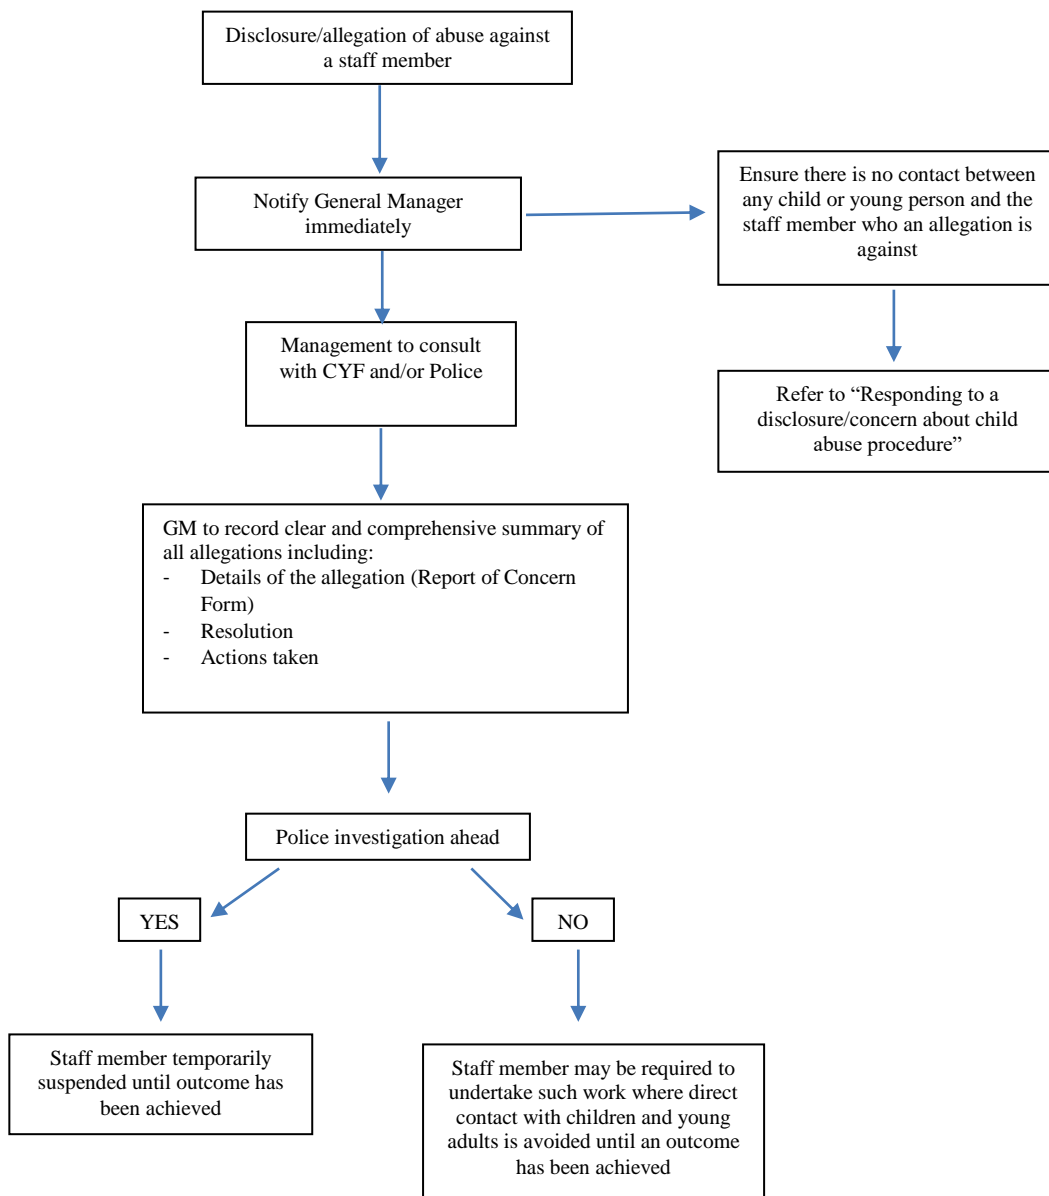 Disclosure/allegation of abuse against
a staff member
Notify General Manager
immediately
Ensure there is no contact between
any child or young person and the
staff member who an allegation is
against
Management to consult
with CYF and/or Police
Refer to “Responding to a
disclosure/concern about child
abuse procedure”
GM to record clear and comprehensive summary of
all allegations including:
- Details of the allegation (Report of Concern
Form)
- Resolution
- Actions taken
Police investigation ahead
YES
NO
Staff member temporarily
suspended until outcome has
been achieved
Staff member may be required to
undertake such work where direct
contact with children and young
adults is avoided until an outcome
has been achieved